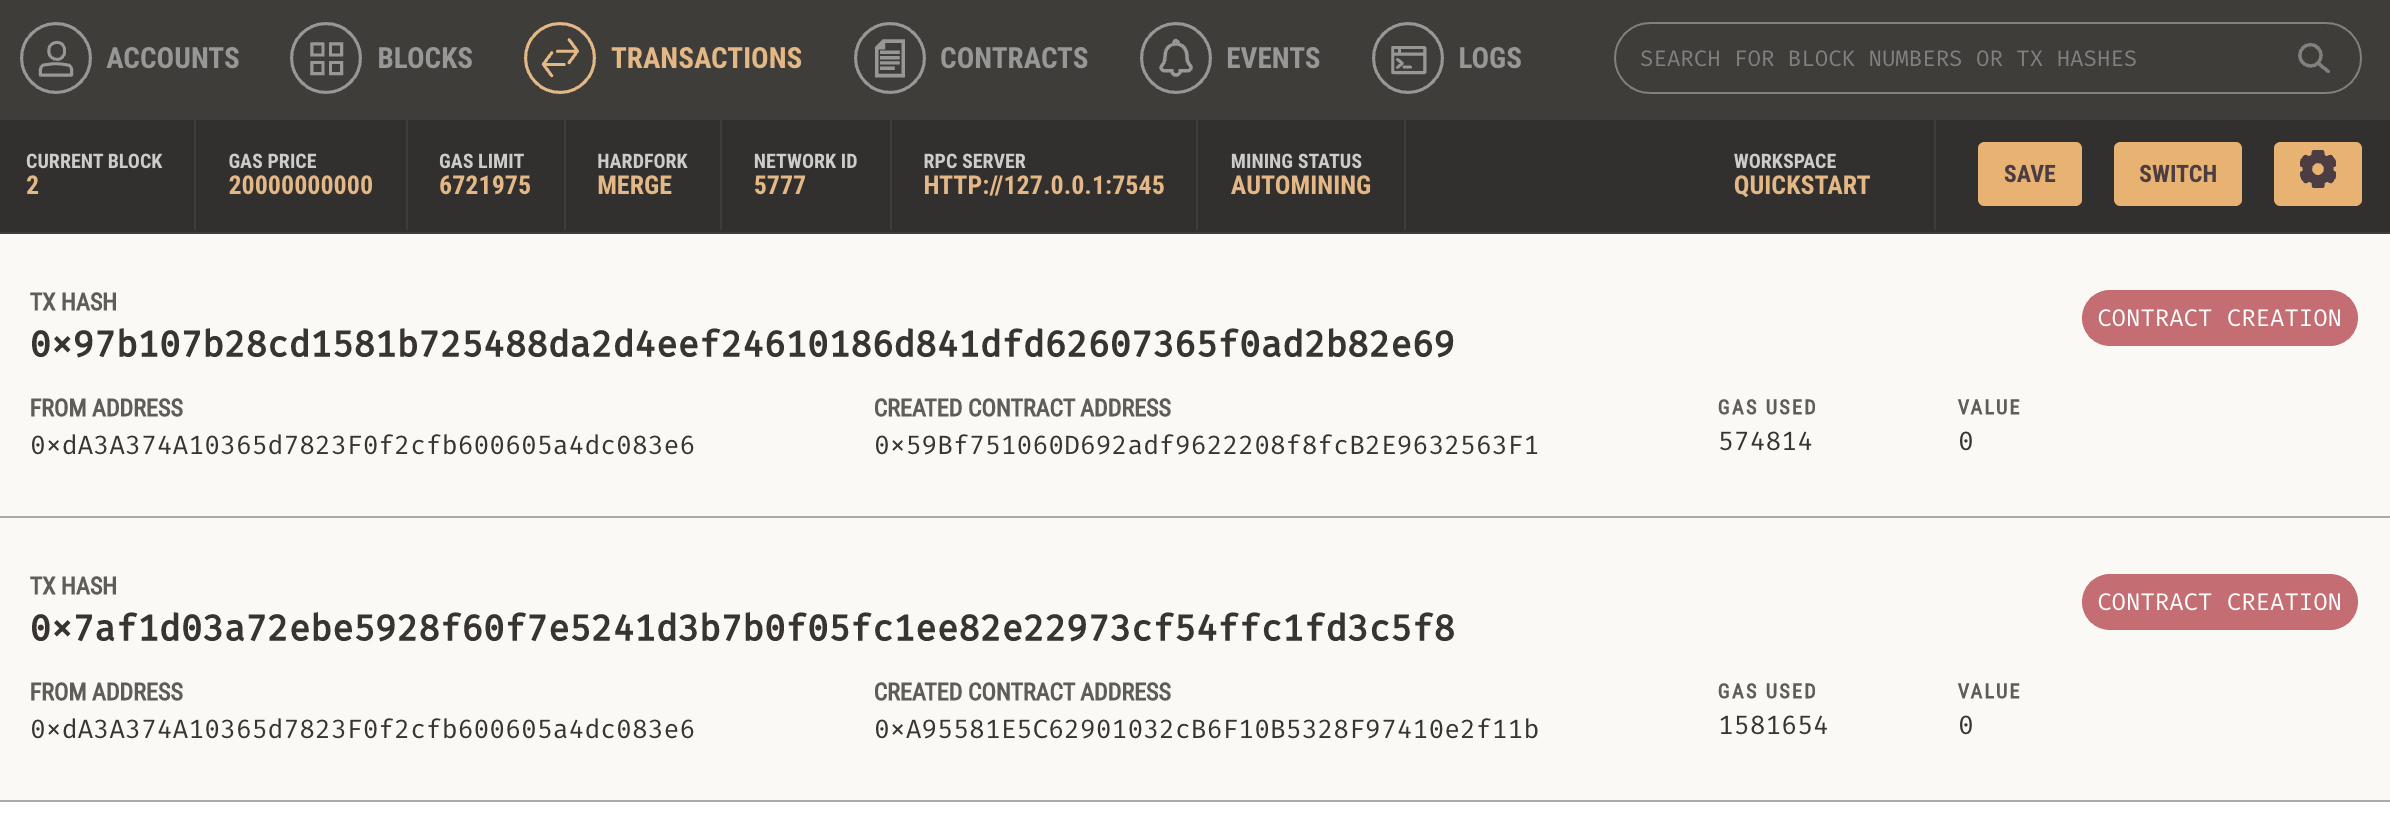 ACCOUNTS BLOCKS TRANSACTIONS CONTRACTS EVENTS LOGS SEARCH FOR BLOCK NUMBERS OR TX HASHES
CURRENT BLOCK GAS PRICE GAS LIMIT HARDFORK NETWORK ID RPC SERVER MINING STATUS WORKSPACE
2 20000000000 6721975 MERGE 5777 HTTP://127.0.0.1:7545 AUTOMINING QUICKSTART SAVE SWITCH
TX HASH
0×97b107b28cd1581b725488da2d4eef24610186d841dfd62607365f0ad2b82e69 CONTRACT CREATION
FROM ADDRESS CREATED CONTRACT ADDRESS GAS USED VALUE
0×dA3A374A10365d7823F0f2cfb600605a4dc083e6 0×59Bf751060D692adf9622208f8fcB2E9632563F1 574814 0
TX HASH
0×7af1d03a72ebe5928f60f7e5241d3b7b0f05fc1ee82e22973cf54ffc1fd3c5f8 CONTRACT CREATION
FROM ADDRESS CREATED CONTRACT ADDRESS GAS USED VALUE
0×dA3A374A10365d7823F0f2cfb600605a4dc083e6 0×A95581E5C62901032cB6F10B5328F97410e2f11b 1581654 0